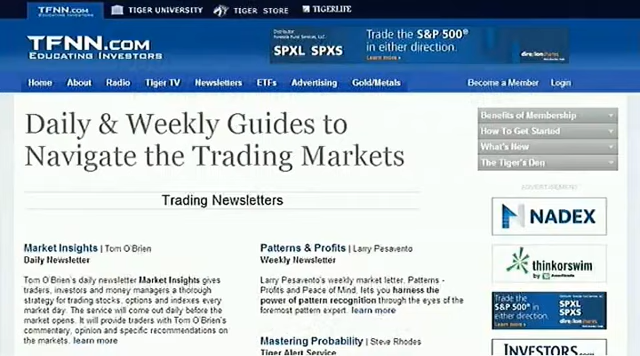 TFNN.COM
EDUCATING INVESTORS
TIGER UNIVERSITY
TIGER STORE
TIGERLIFE
TFNN.COM
EDUCATING INVESTORS
SPXL SPXS
Trade the S&P 500®
in either direction.
Learn more ›
Home About Radio Tiger TV Newsletters ETFs Advertising Gold/Metals Become a Member Login
Daily & Weekly Guides to
Navigate the Trading Markets
Benefits of Membership
How To Get Started
What's New
The Tiger's Den
Trading Newsletters
ADVERTISEMENT
NADEX
Market Insights | Tom O'Brien
Daily Newsletter
Tom O'Brien's daily newsletter Market Insights gives
traders, investors and money managers a thorough
strategy for trading stocks, options and indexes every
market day. The service will come out daily before the
market opens. It will provide traders with Tom O'Brien's
commentary, opinion and specific recommendations on
the markets. learn more
Patterns & Profits | Larry Pesavento
Weekly Newsletter
Larry Pesavento's weekly market letter, Patterns -
Profits and Peace of Mind, lets you harness the
power of pattern recognition through the eyes of the
foremost pattern expert. learn more
Mastering Probability | Steve Rhodes
Tiger Alert Service
thinkorswim
Trade the
S&P 500®
in either direction.
Learn more ›
SPXL
SPXS
INVESTORS